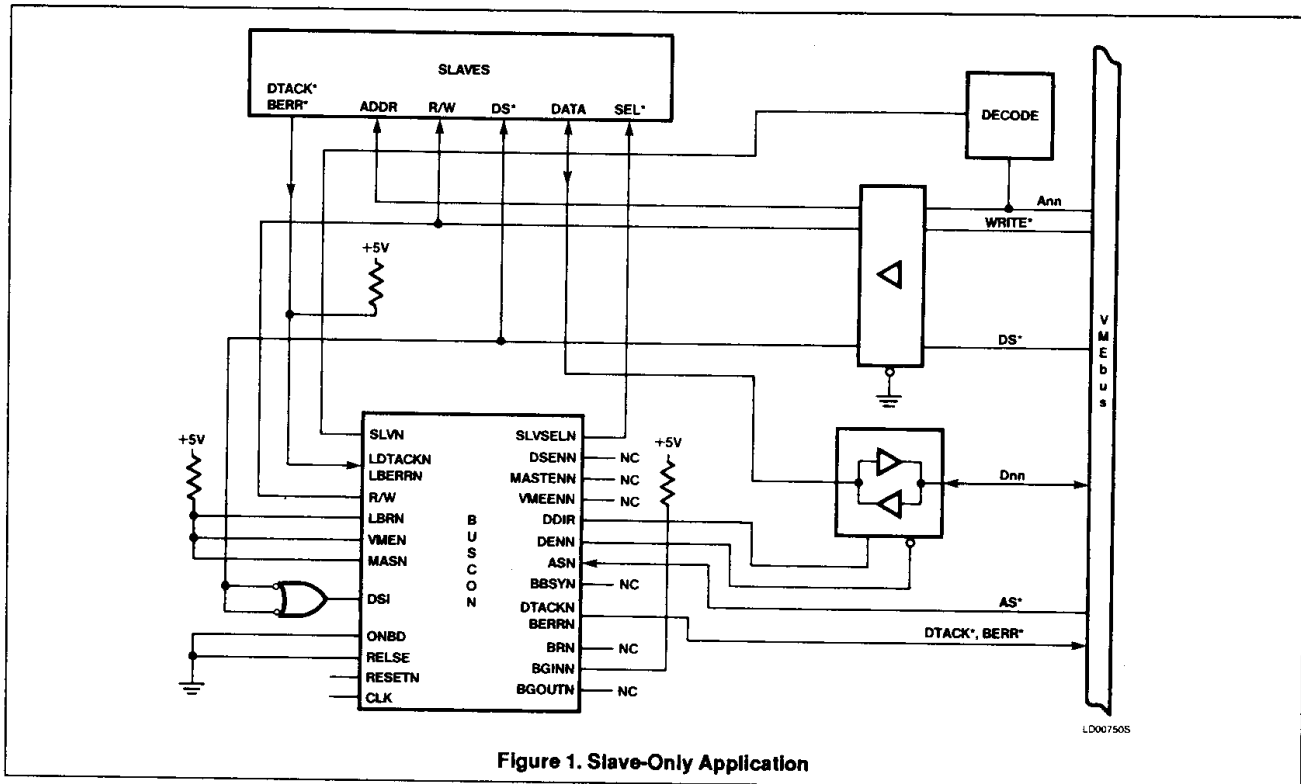 SLAVES
DTACK*
BERR*
ADDR
R/W
DS*
DATA
SEL*
DECODE
Ann
WRITE*
+5V
DS*
VMEbus
+5V
SLVN
LDTACKN
LBERRN
R/W
LBRN
VMEN
MASN
DSI
ONBD
RELSE
RESETN
CLK
BUSCON
SLVSELN
DSENN
NC
MASTENN
NC
VMEENN
NC
DDIR
DENN
ASN
BBSYN
NC
DTACKN
BERRN
BRN
NC
BGINN
BGOUTN
NC
+5V
Dnn
AS*
DTACK*, BERR*
LD00750S
Figure 1. Slave-Only Application